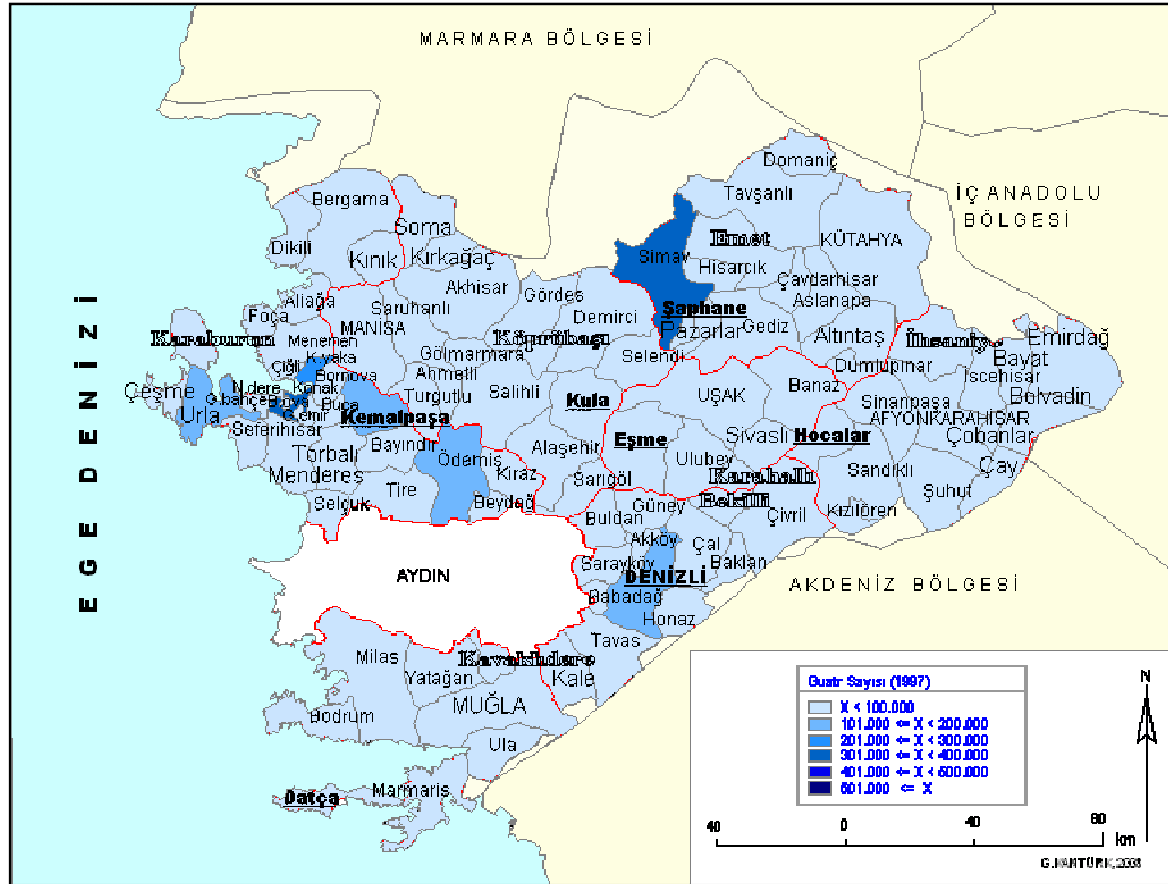 MARMARA BÖLGESİ
İÇ ANADOLU
BÖLGESİ
AKDENİZ BÖLGESİ
EGE DENİZİ
Domaniç
Tavşanlı
Bergama
Soma
Emet
KÜTAHYA
Dikili
Kınık
Kırkağaç
Simav
Hisarcık
Akhisar
Çavdarhisar
Aliağa
Saruhanlı
Gördes
Aslanapa
Foça
Demirci
Şaphane
Karaburun
MANİSA
Köprübaşı
Pazarlar
Gediz
Altıntaş
İhsaniye
Emirdağ
Menemen
Gölmarmara
Selendi
Bayat
Çiğli
Kıyaka
Ahmetli
Dumlupınar
İscehisar
Çeşme
N.dere
Konak
Bornova
Turgutlu
Salihli
Kula
UŞAK
Banaz
Sinanpaşa
Bolvadin
Urla
Buca
Kemalpaşa
AFYONKARAHİSAR
Seferihisar
Bayındır
Eşme
Sivaslı
Hocalar
Çobanlar
Torbalı
Ödemiş
Alaşehir
Ulubey
Menderes
Kiraz
Sarıgöl
Karahallı
Sandıklı
Çay
Tire
Bekilli
Şuhut
Selçuk
Beydağ
Buldan
Güney
Çivril
Kızılören
Akköy
Çal
Sarayköy
Baklan
AYDIN
DENİZLİ
Babadağ
Honaz
Tavas
Milas
Kavaklıdere
Yatağan
Kale
MUĞLA
Bodrum
Ula
Marmaris
Datça
Guatr Sayısı (1997)
X < 100.000
101.000 <= X < 200.000
201.000 <= X < 300.000
301.000 <= X < 400.000
401.000 <= X < 500.000
501.000 <= X
N
40 0 40 80
km